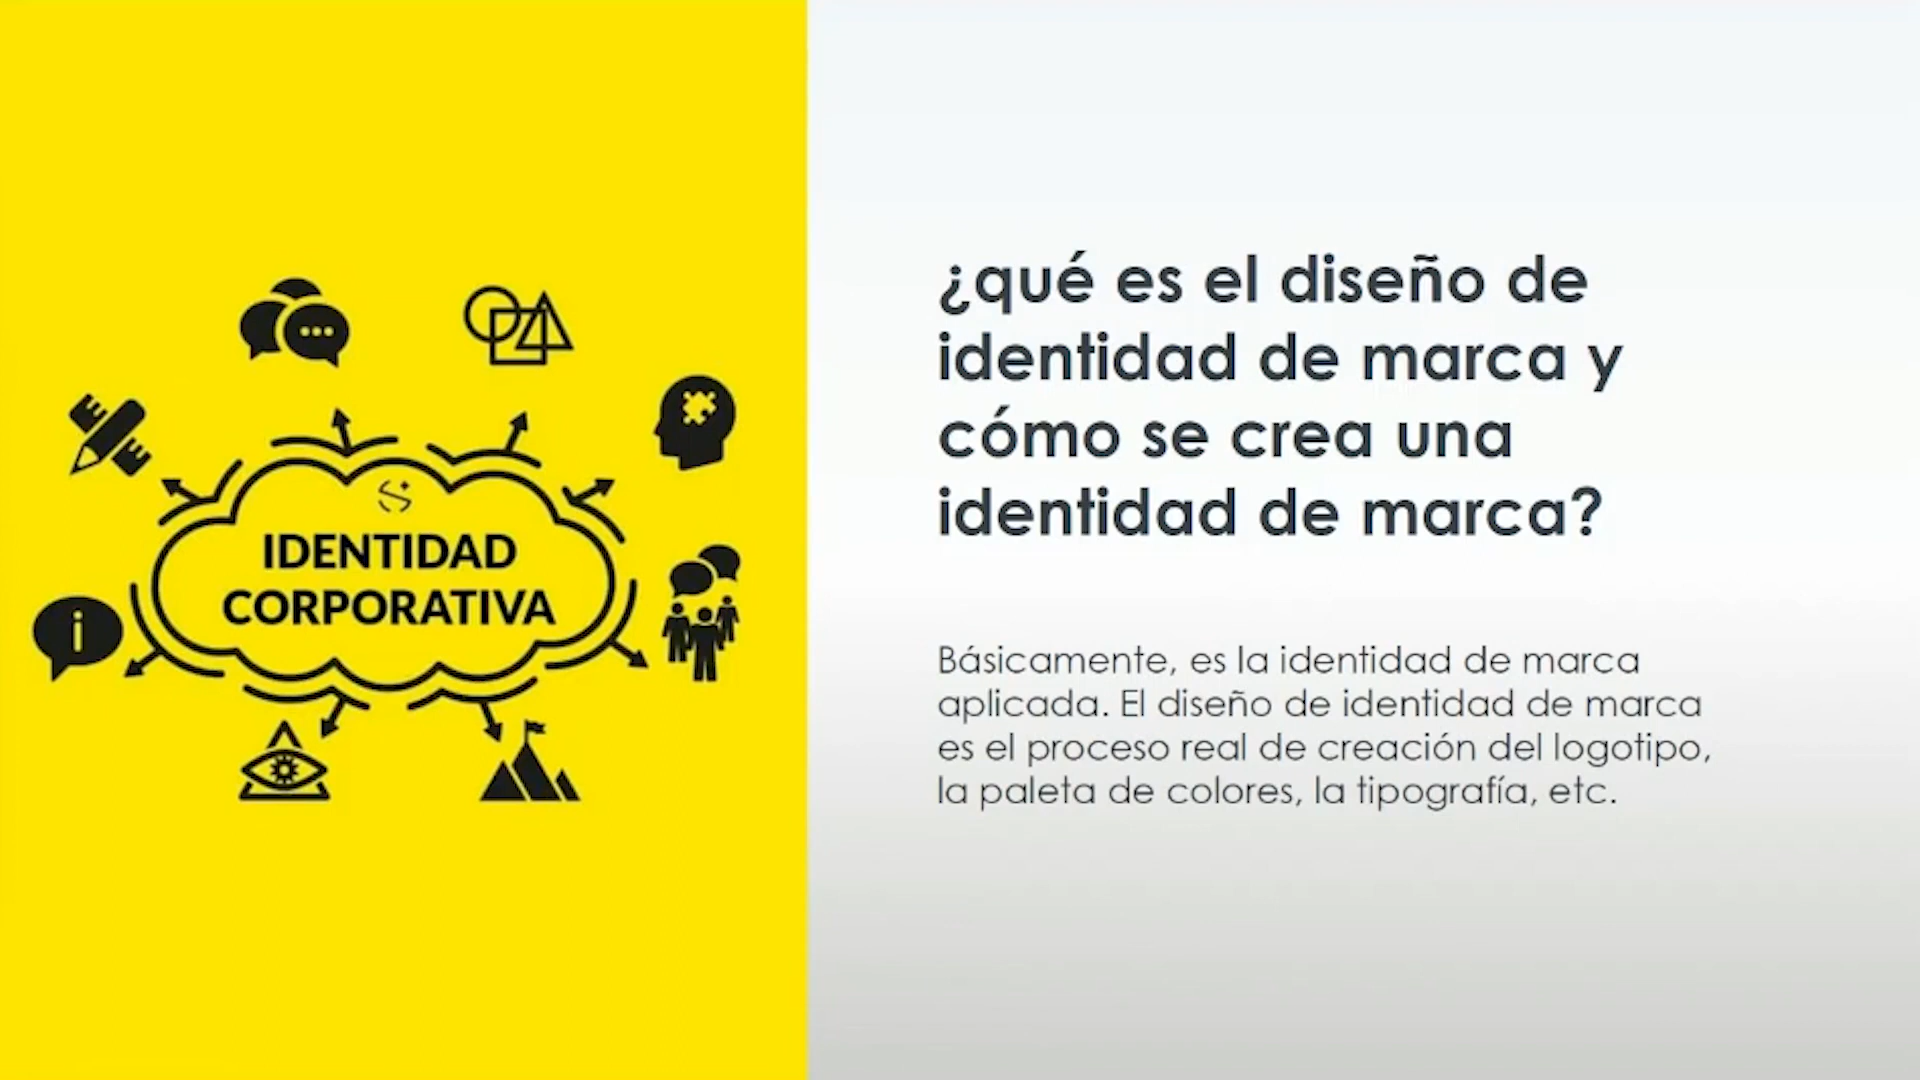 IDENTIDAD
CORPORATIVA
i
¿qué es el diseño de
identidad de marca y
cómo se crea una
identidad de marca?
Básicamente, es la identidad de marca
aplicada. El diseño de identidad de marca
es el proceso real de creación del logotipo,
la paleta de colores, la tipografía, etc.